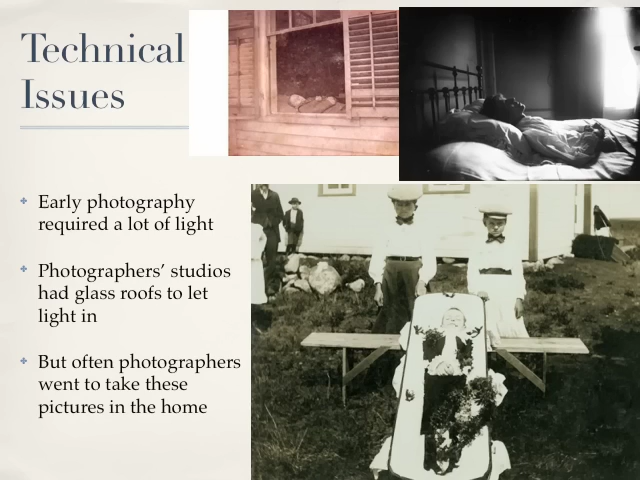 Technical
Issues
Early photography
required a lot of light
Photographers’ studios
had glass roofs to let
light in
But often photographers
went to take these
pictures in the home